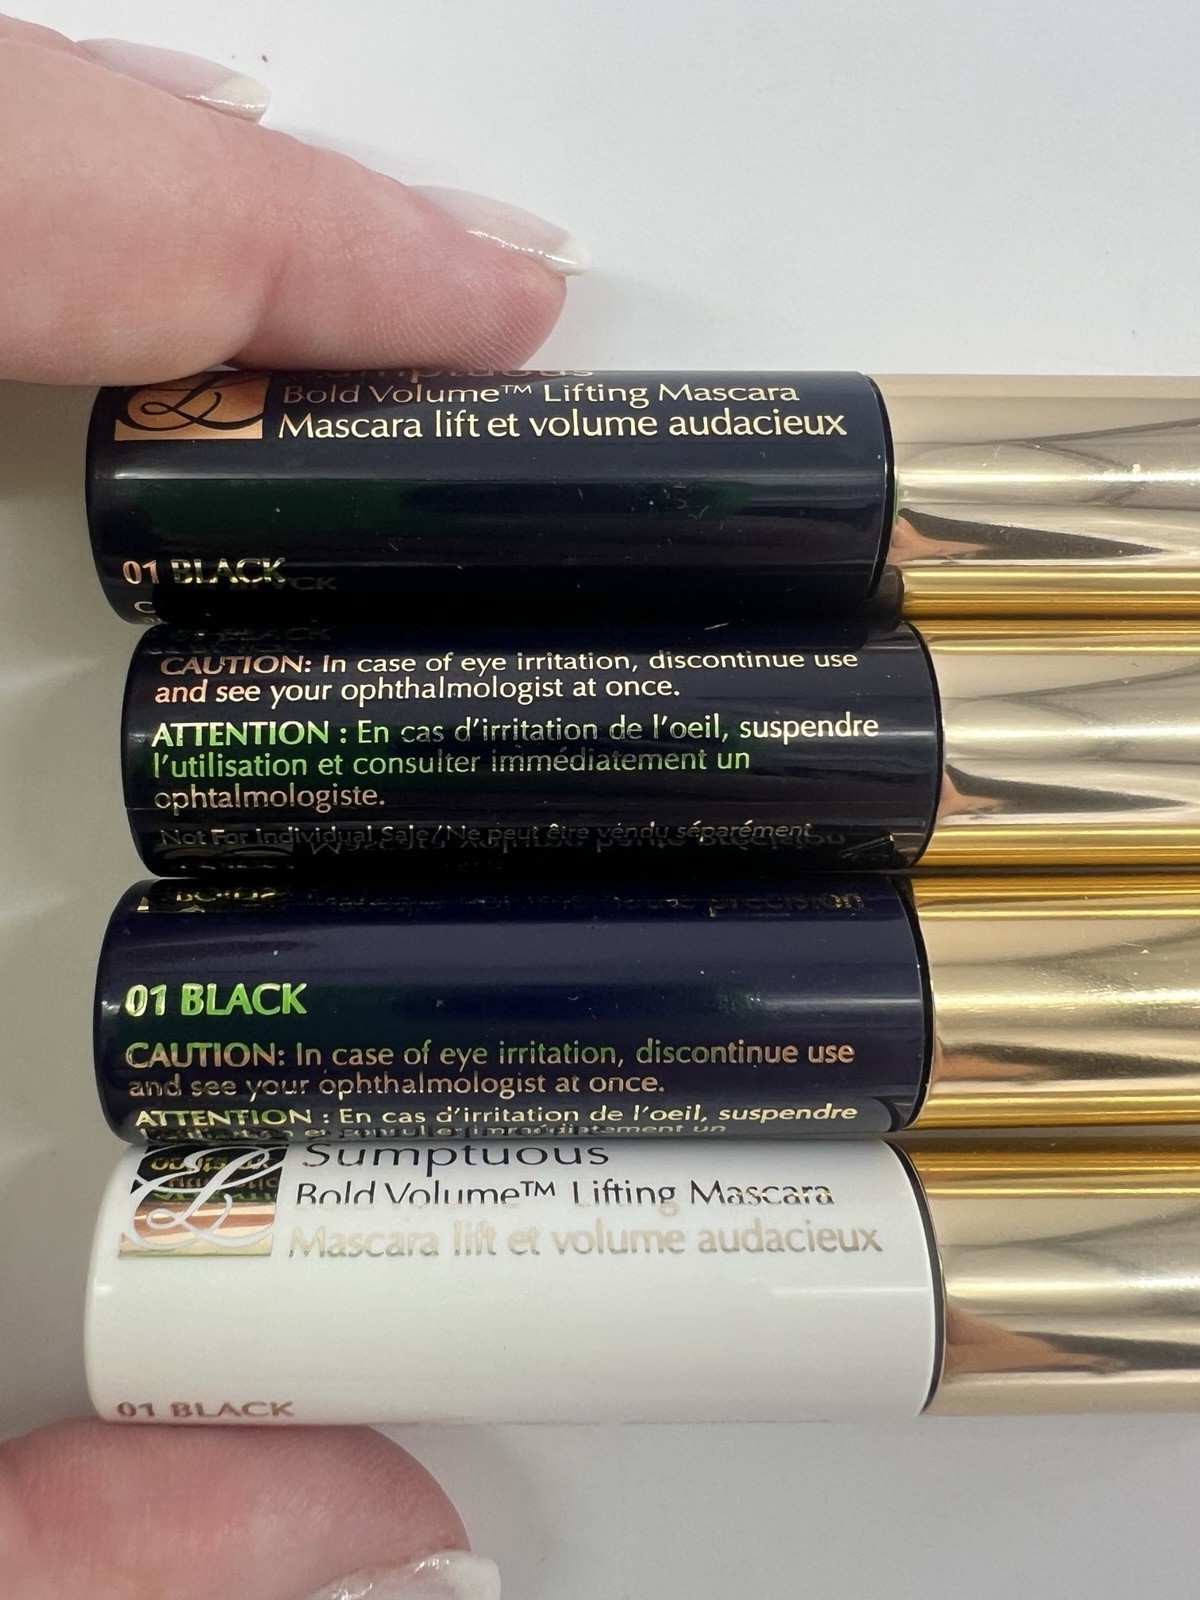 Bold Volume™ Lifting Mascara
Mascara lift et volume audacieux
01 BLACK
CAUTION: In case of eye irritation, discontinue use
and see your ophthalmologist at once.
ATTENTION : En cas d'irritation de l'oeil, suspendre
l'utilisation et consulter immédiatement un
ophtalmologiste.
Not For Individual Sale/Ne peut être vendu séparément
01 BLACK
CAUTION: In case of eye irritation, discontinue use
and see your ophthalmologist at once.
ATTENTION : En cas d'irritation de l'oeil, suspendre
Sumptuous
Bold Volume™ Lifting Mascara
Mascara lift et volume audacieux
01 BLACK